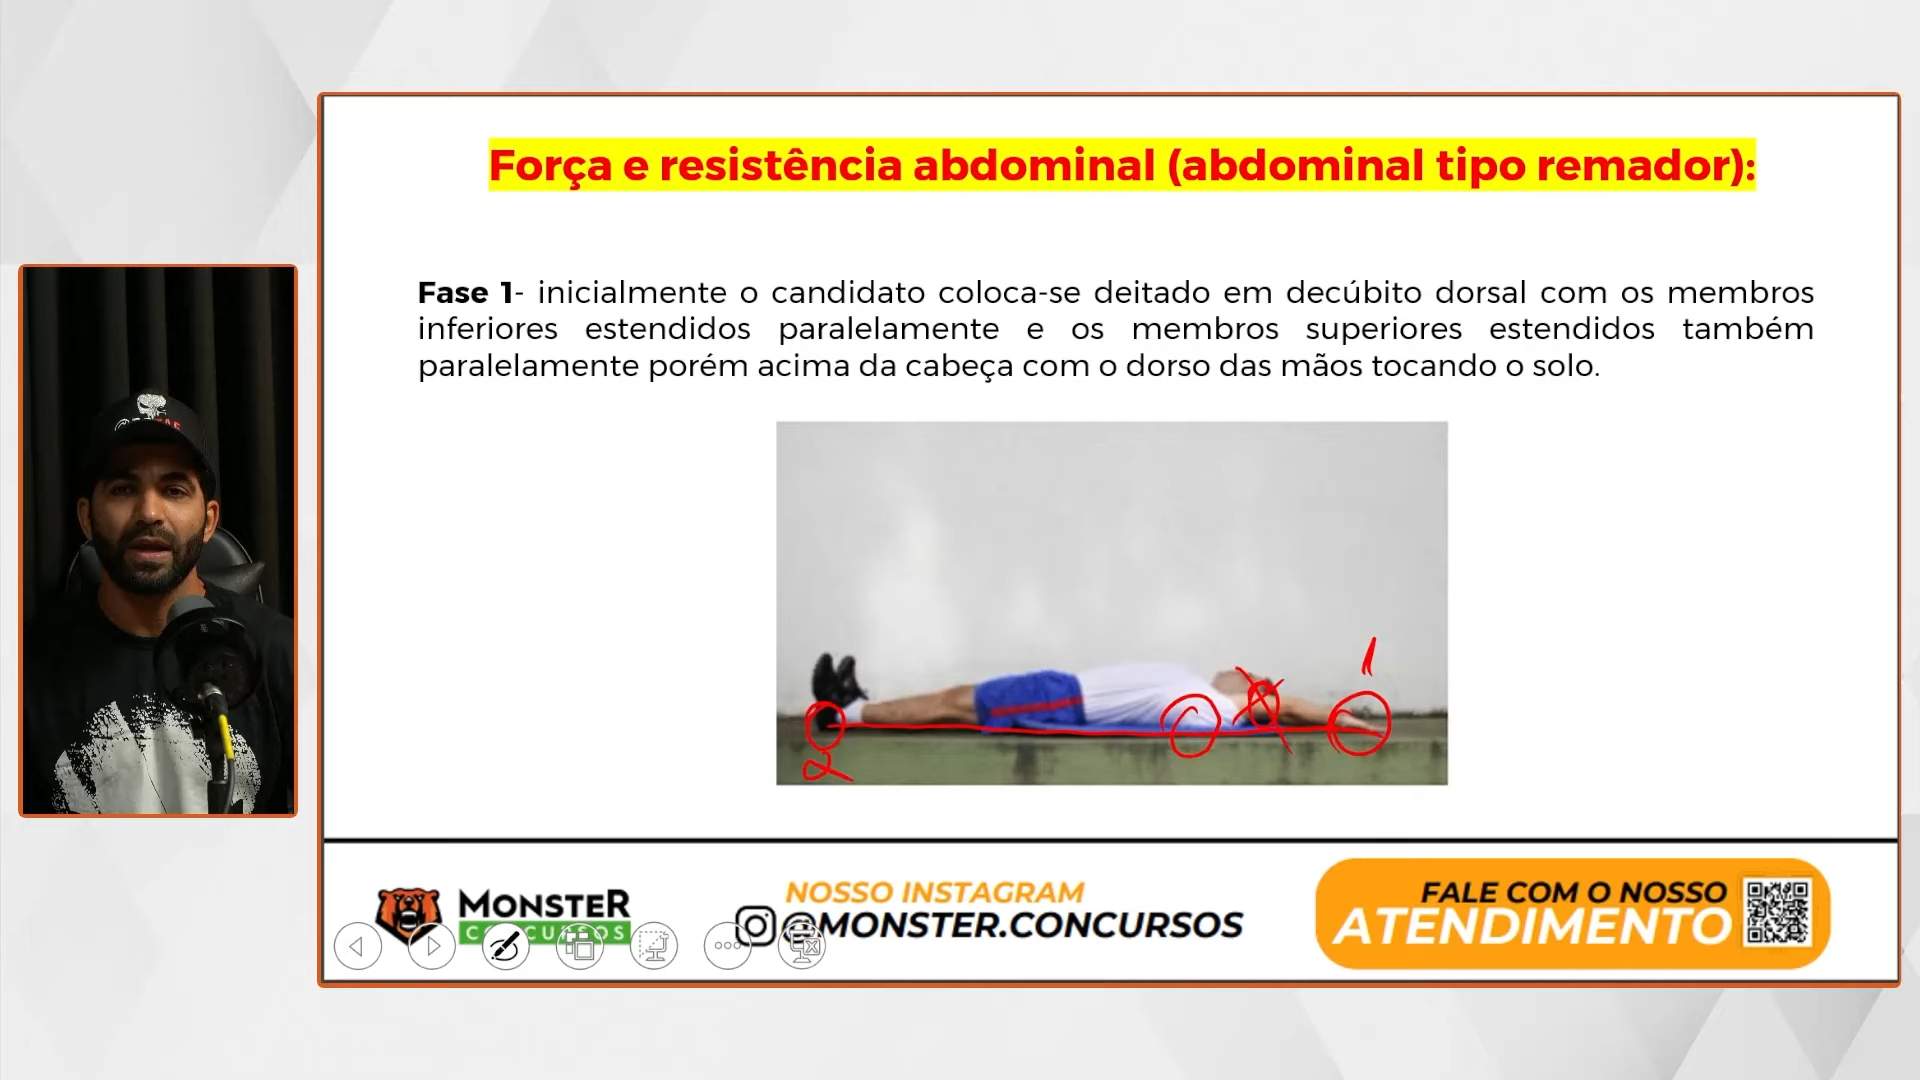 Força e resistência abdominal (abdominal tipo remador):
Fase 1- inicialmente o candidato coloca-se deitado em decúbito dorsal com os membros
inferiores estendidos paralelamente e os membros superiores estendidos também
paralelamente porém acima da cabeça com o dorso das mãos tocando o solo.
1
2
MONSTER
CONCURSOS
NOSSO INSTAGRAM
@MONSTER.CONCURSOS
FALE COM O NOSSO
ATENDIMENTO